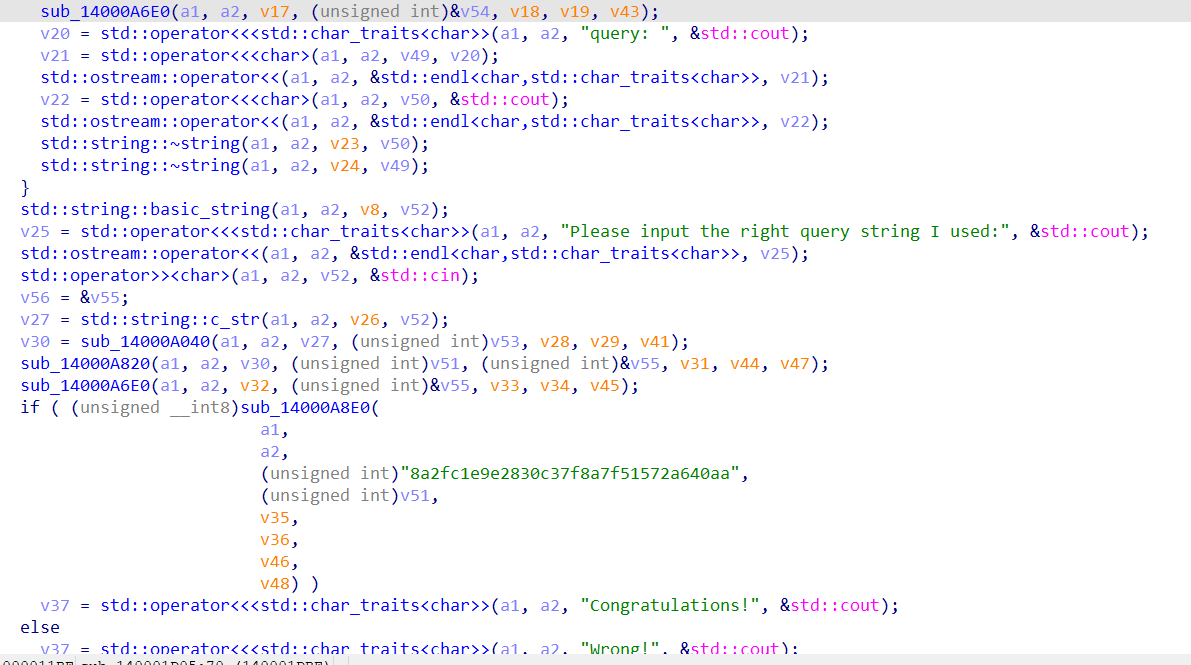 sub_14000A6E0(a1, a2, v17, (unsigned int)&v54, v18, v19, v43);
v20 = std::operator<<<std::char_traits<char>>(a1, a2, "query: ", &std::cout);
v21 = std::operator<<<char>(a1, a2, v49, v20);
std::ostream::operator<<(a1, a2, &std::endl<char,std::char_traits<char>>, v21);
v22 = std::operator<<<char>(a1, a2, v50, &std::cout);
std::ostream::operator<<(a1, a2, &std::endl<char,std::char_traits<char>>, v22);
std::string::~string(a1, a2, v23, v50);
std::string::~string(a1, a2, v24, v49);
}
std::string::basic_string(a1, a2, v8, v52);
v25 = std::operator<<<std::char_traits<char>>(a1, a2, "Please input the right query string I used:", &std::cout);
std::ostream::operator<<(a1, a2, &std::endl<char,std::char_traits<char>>, v25);
std::operator>><char>(a1, a2, v52, &std::cin);
v56 = &v55;
v27 = std::string::c_str(a1, a2, v26, v52);
v30 = sub_14000A040(a1, a2, v27, (unsigned int)v53, v28, v29, v41);
sub_14000A820(a1, a2, v30, (unsigned int)v51, (unsigned int)&v55, v31, v44, v47);
sub_14000A6E0(a1, a2, v32, (unsigned int)&v55, v33, v34, v45);
if ( (unsigned __int8)sub_14000A8E0(
a1,
a2,
(unsigned int)"8a2fc1e9e2830c37f8a7f51572a640aa",
(unsigned int)v51,
v35,
v36,
v46,
v48) )
v37 = std::operator<<<std::char_traits<char>>(a1, a2, "Congratulations!", &std::cout);
else
v37 = std::operator<<<std::char_traits<char>>(a1, a2, "Wrong!", &std::cout);